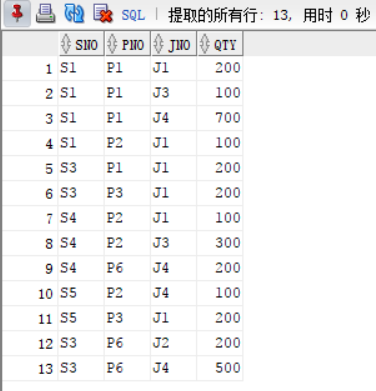 SQL | 提取的所有行: 13, 用时 0 秒
SNO PNO JNO QTY
1 S1 P1 J1 200
2 S1 P1 J3 100
3 S1 P1 J4 700
4 S1 P2 J1 100
5 S3 P1 J1 200
6 S3 P3 J1 200
7 S4 P2 J1 100
8 S4 P2 J3 300
9 S4 P6 J4 200
10 S5 P2 J4 100
11 S5 P3 J1 200
12 S3 P6 J2 200
13 S3 P6 J4 500